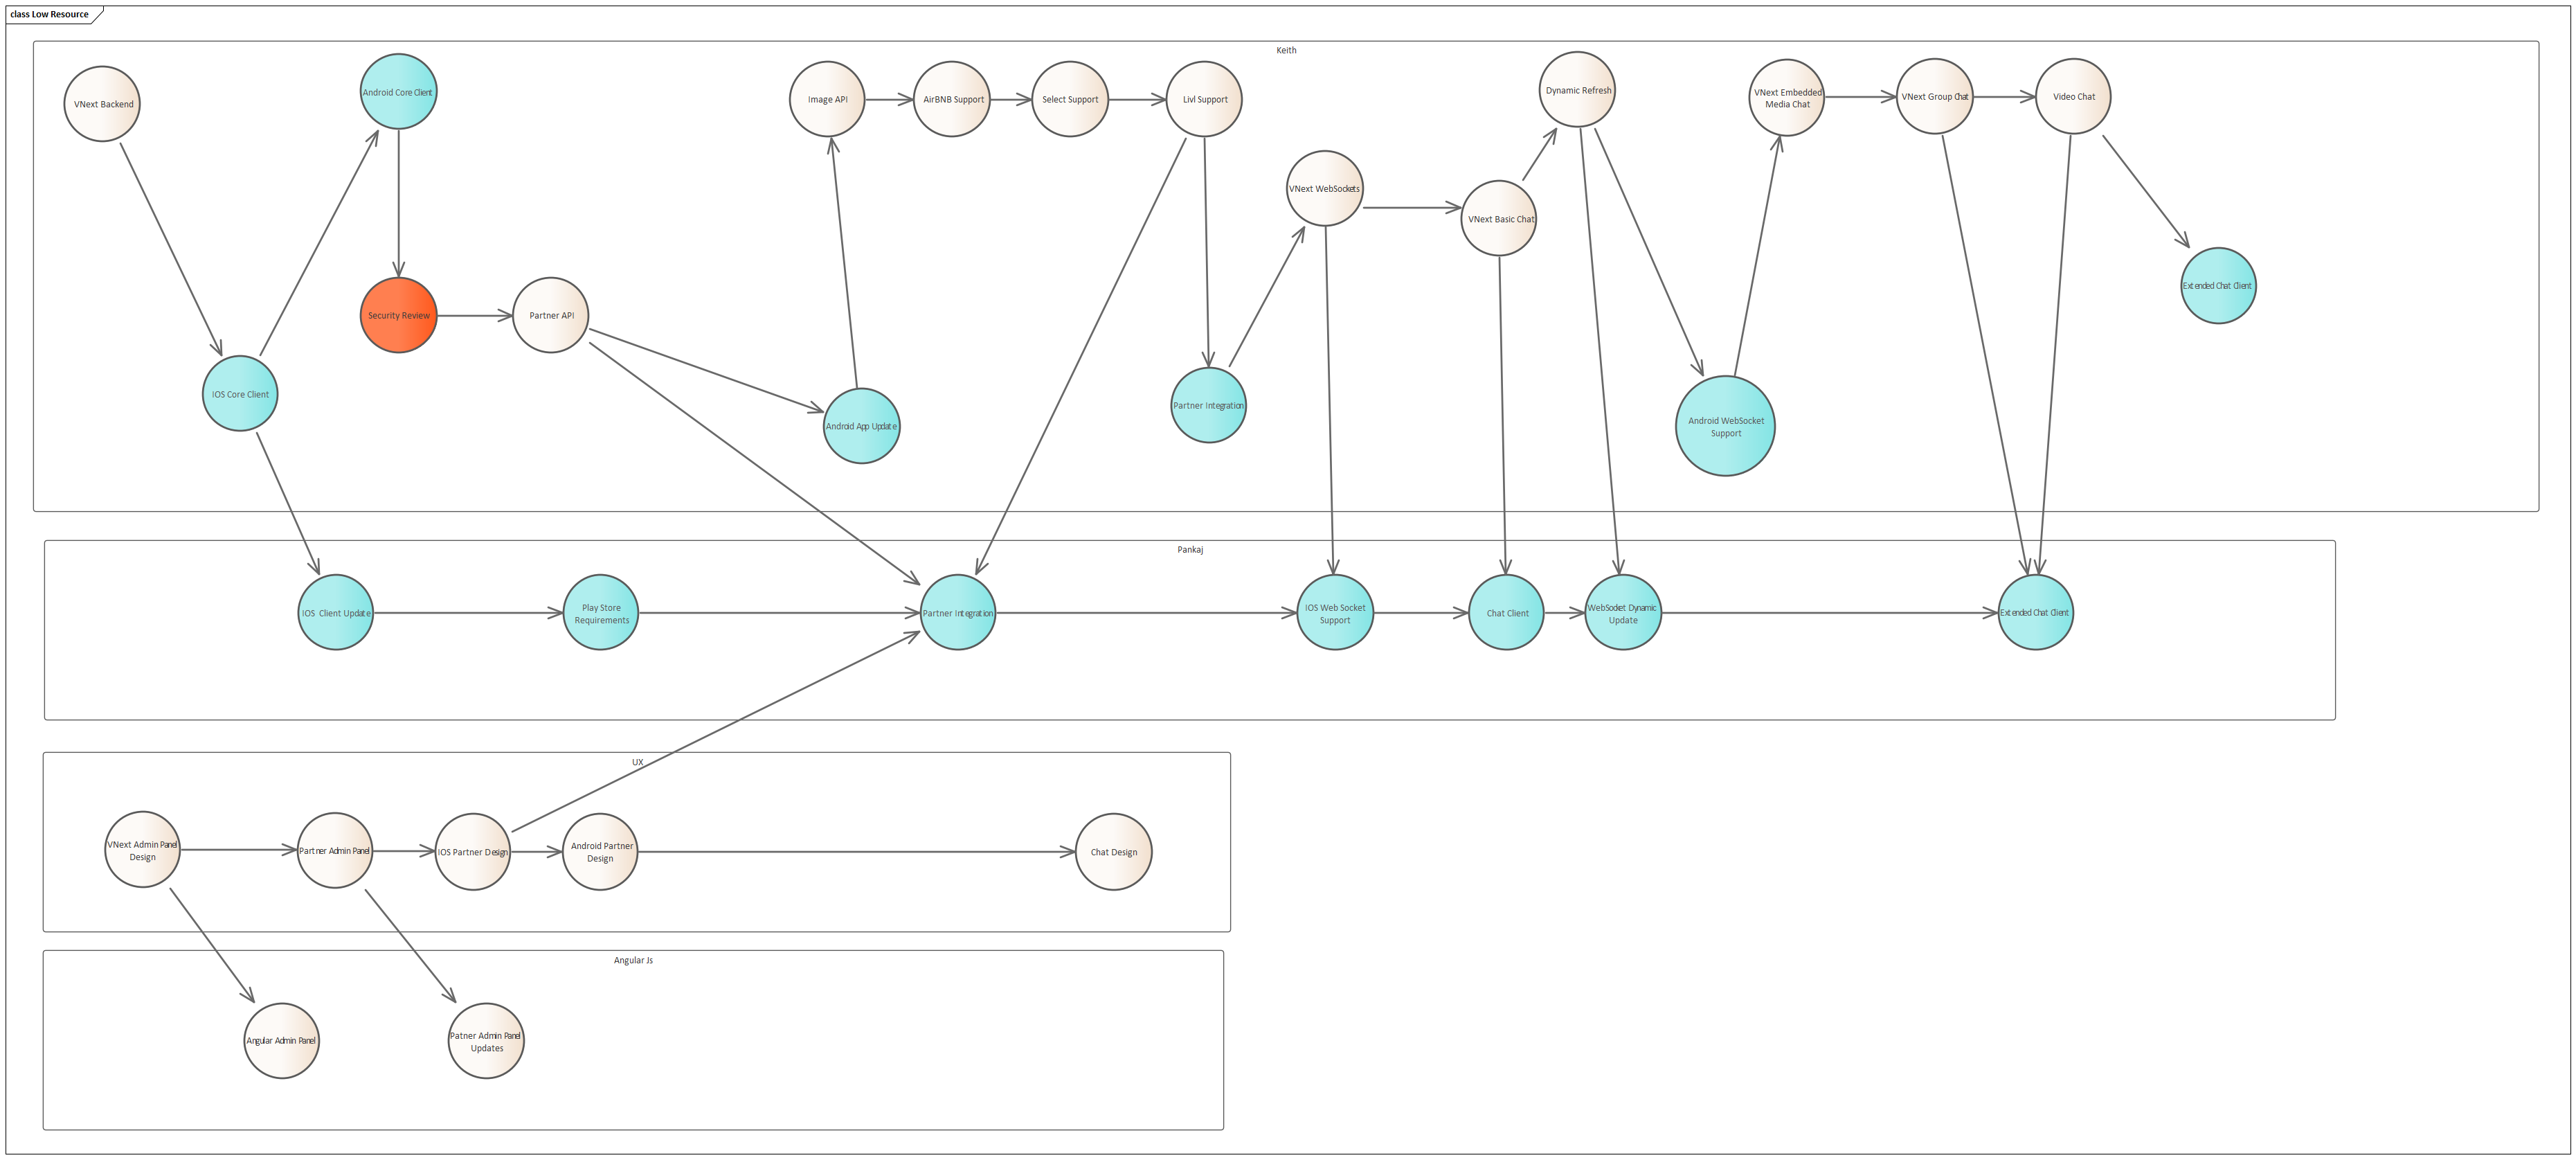 class Low Resource
Keith
VNext Backend
Android Core Client
Image API
AirBNB Support
Select Support
Livl Support
Dynamic Refresh
VNext Embedded
Media Chat
VNext Group Chat
Video Chat
VNext WebSockets
VNext Basic Chat
Extended Chat Client
Security Review
Partner API
IOS Core Client
Partner Integration
Android App Update
Android WebSocket
Support
Pankaj
IOS Client Update
Play Store
Requirements
Partner Integration
IOS Web Socket
Support
Chat Client
WebSocket Dynamic
Update
Extended Chat Client
UX
VNext Admin Panel
Design
Partner Admin Panel
IOS Partner Design
Android Partner
Design
Chat Design
Angular Js
Angular Admin Panel
Patner Admin Panel
Updates